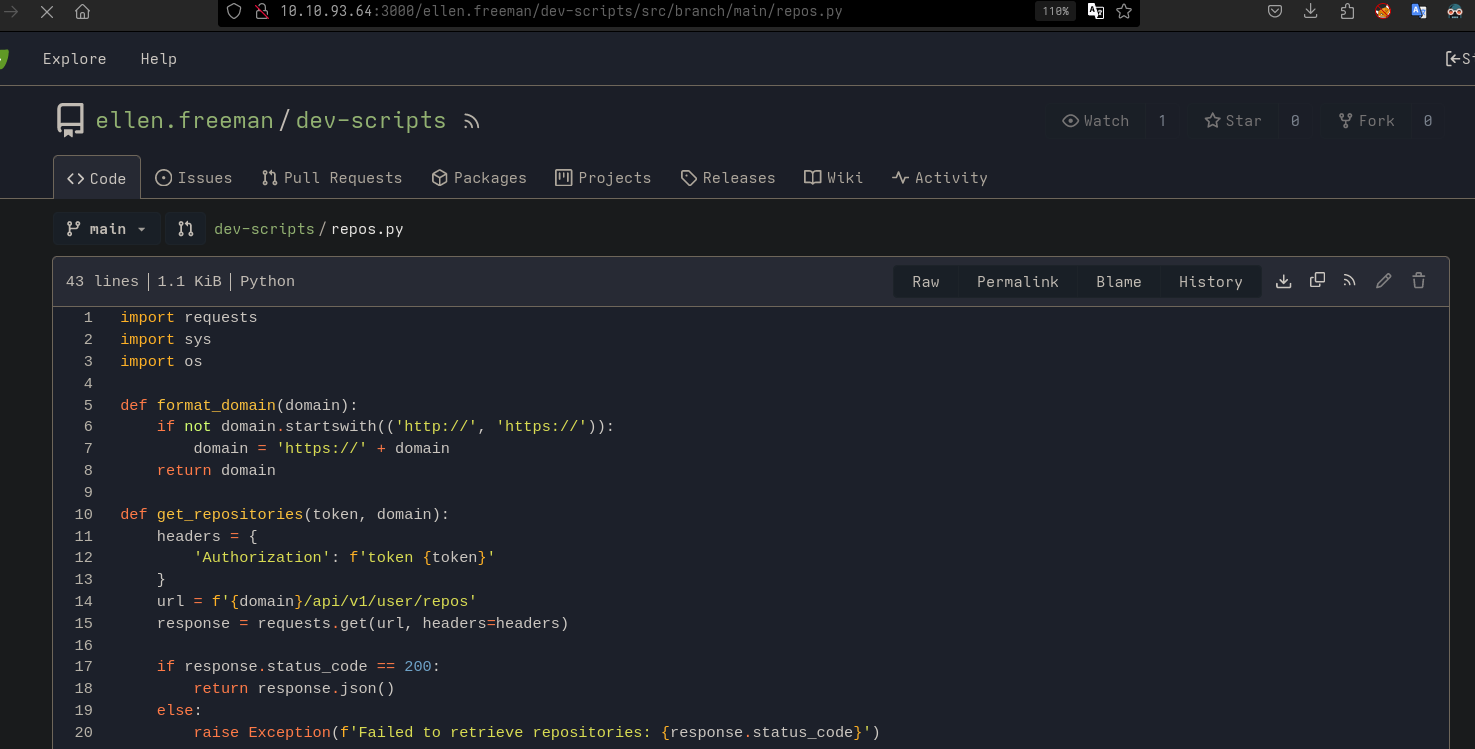 10.10.93.64:3000/ellen.freeman/dev-scripts/src/branch/main/repos.py 110%
Explore Help
ellen.freeman/dev-scripts Watch 1 Star 0 Fork 0
Code Issues Pull Requests Packages Projects Releases Wiki Activity
main dev-scripts/repos.py
43 lines 1.1 KiB Python Raw Permalink Blame History
1 import requests
2 import sys
3 import os
4
5 def format_domain(domain):
6     if not domain.startswith(('http://', 'https://')):
7         domain = 'https://' + domain
8     return domain
9
10 def get_repositories(token, domain):
11     headers = {
12         'Authorization': f'token {token}'
13     }
14     url = f'{domain}/api/v1/user/repos'
15     response = requests.get(url, headers=headers)
16
17     if response.status_code == 200:
18         return response.json()
19     else:
20         raise Exception(f'Failed to retrieve repositories: {response.status_code}')